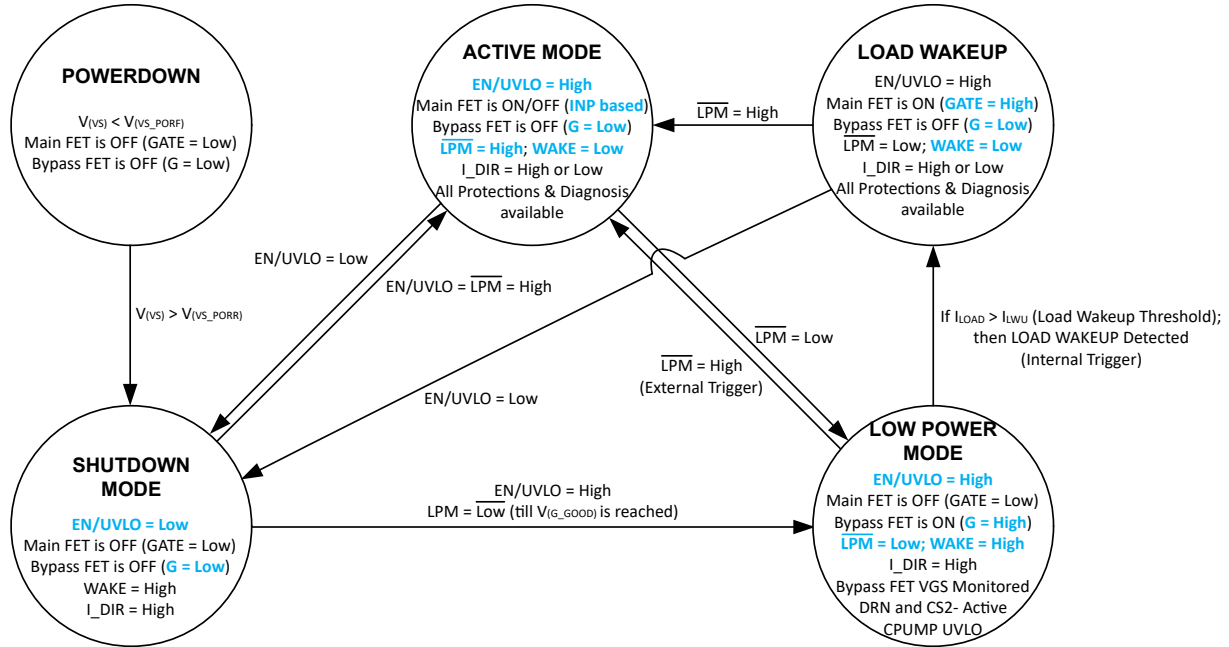 POWERDOWN
V(VS) < V(VS_PORF)
Main FET is OFF (GATE = Low)
Bypass FET is OFF (G = Low)
ACTIVE MODE
EN/UVLO = High
Main FET is ON/OFF (INP based)
Bypass FET is OFF (G = Low)
L̅P̅M̅ = High; WAKE = Low
I_DIR = High or Low
All Protections & Diagnosis
available
LOAD WAKEUP
EN/UVLO = High
Main FET is ON (GATE = High)
Bypass FET is OFF (G = Low)
L̅P̅M̅ = Low; WAKE = Low
I_DIR = High or Low
All Protections & Diagnosis
available
L̅P̅M̅ = High
EN/UVLO = Low
EN/UVLO = L̅P̅M̅ = High
V(VS) > V(VS_PORR)
L̅P̅M̅ = Low
L̅P̅M̅ = High
(External Trigger)
If ILOAD > ILWU (Load Wakeup Threshold);
then LOAD WAKEUP Detected
(Internal Trigger)
EN/UVLO = Low
SHUTDOWN
MODE
EN/UVLO = Low
Main FET is OFF (GATE = Low)
Bypass FET is OFF (G = Low)
WAKE = High
I_DIR = High
EN/UVLO = High
LPM = L̅o̅w̅ (till V(G_GOOD) is reached)
LOW POWER
MODE
EN/UVLO = High
Main FET is OFF (GATE = Low)
Bypass FET is ON (G = High)
L̅P̅M̅ = Low; WAKE = High
I_DIR = High
Bypass FET VGS Monitored
DRN and CS2- Active
CPUMP UVLO